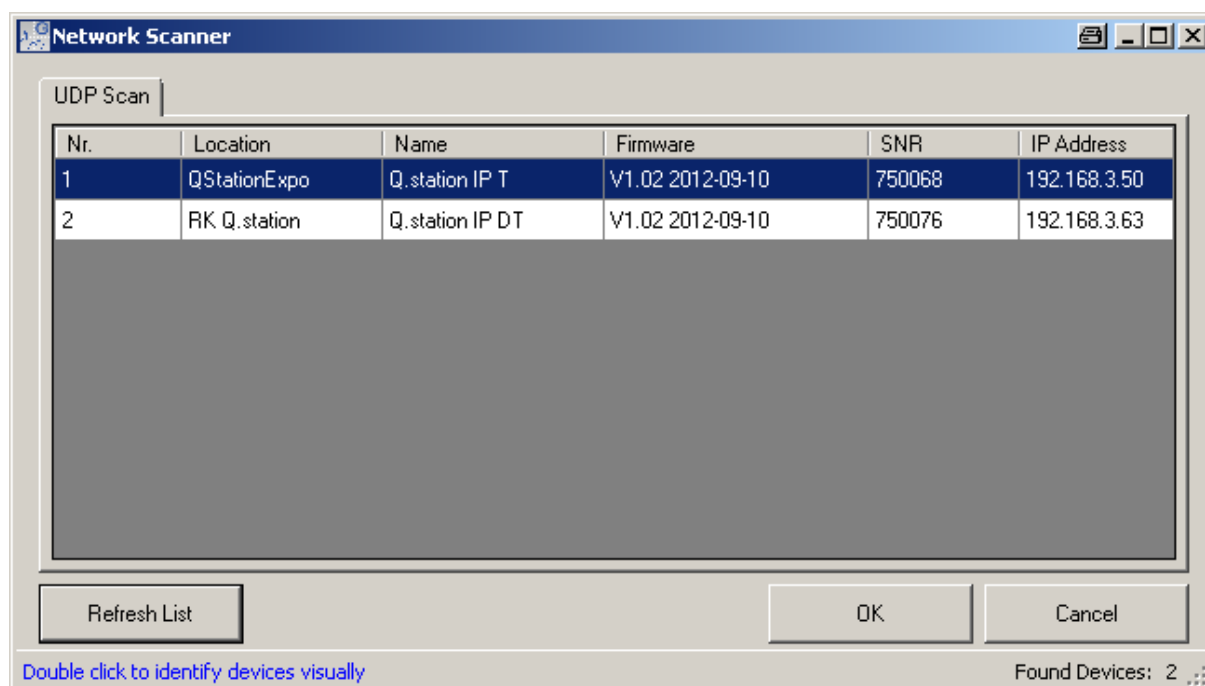 Network Scanner
UDP Scan
Nr. Location Name Firmware SNR IP Address
1 QStationExpo Q.station IP T V1.02 2012-09-10 750068 192.168.3.50
2 RK Q.station Q.station IP DT V1.02 2012-09-10 750076 192.168.3.63
Refresh List OK Cancel
Double click to identify devices visually Found Devices: 2